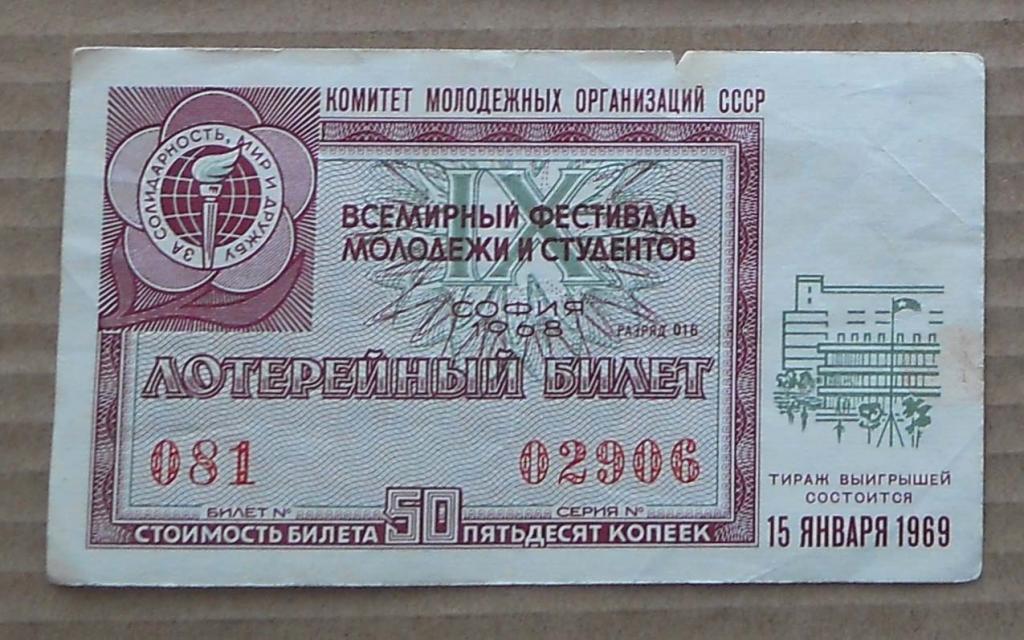 КОМИТЕТ МОЛОДЕЖНЫХ ОРГАНИЗАЦИЙ СССР
ЗА СОЛИДАРНОСТЬ, МИР И ДРУЖБУ
IX
ВСЕМИРНЫЙ ФЕСТИВАЛЬ
МОЛОДЕЖИ И СТУДЕНТОВ
СОФИЯ
1968
РАЗРЯД 01Б
ЛОТЕРЕЙНЫЙ БИЛЕТ
081 02906
БИЛЕТ № СЕРИЯ №
СТОИМОСТЬ БИЛЕТА 50 ПЯТЬДЕСЯТ КОПЕЕК
ТИРАЖ ВЫИГРЫШЕЙ
СОСТОИТСЯ
15 ЯНВАРЯ 1969